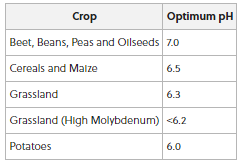 Crop Optimum pH
Beet, Beans, Peas and Oilseeds 7.0
Cereals and Maize 6.5
Grassland 6.3
Grassland (High Molybdenum) <6.2
Potatoes 6.0